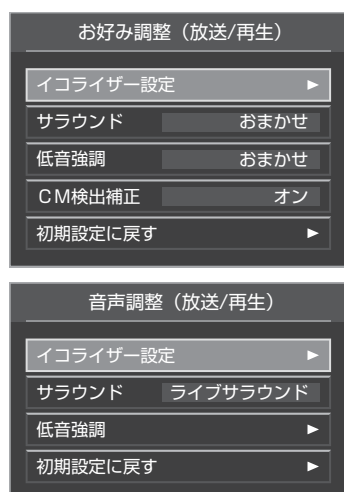 お好み調整（放送/再生）
イコライザー設定 ►
サラウンド おまかせ
低音強調 おまかせ
ＣＭ検出補正 オン
初期設定に戻す ►
音声調整（放送/再生）
イコライザー設定 ►
サラウンド ライブサラウンド
低音強調 ►
初期設定に戻す ►